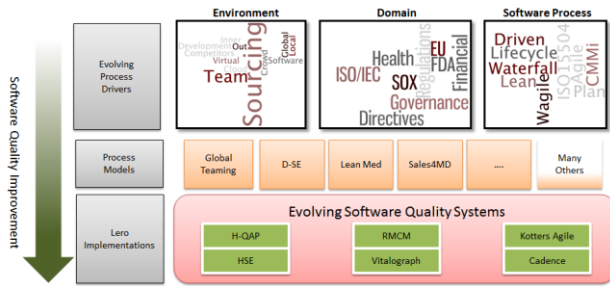 Environment
Domain
Software Process
Software Quality Improvement
Evolving
Process
Drivers
Inner
Development
Outa
Competitors
Virtual
Team
Sourcing
Crowd
Global
Local
Software
Health
ISO/IEC
SOX
Regulations
EU
FDA
Financial
Governance
Directives
Driven
Lifecycle
Waterfall
Lean
Wagile
ISO15504
Agile
Plan
CMMi
Process
Models
Global
Teaming
D-SE
Lean Med
Sales4MD
....
Many
Others
Lero
Implementations
Evolving Software Quality Systems
H-QAP
RMCM
Kotters Agile
HSE
Vitalograph
Cadence